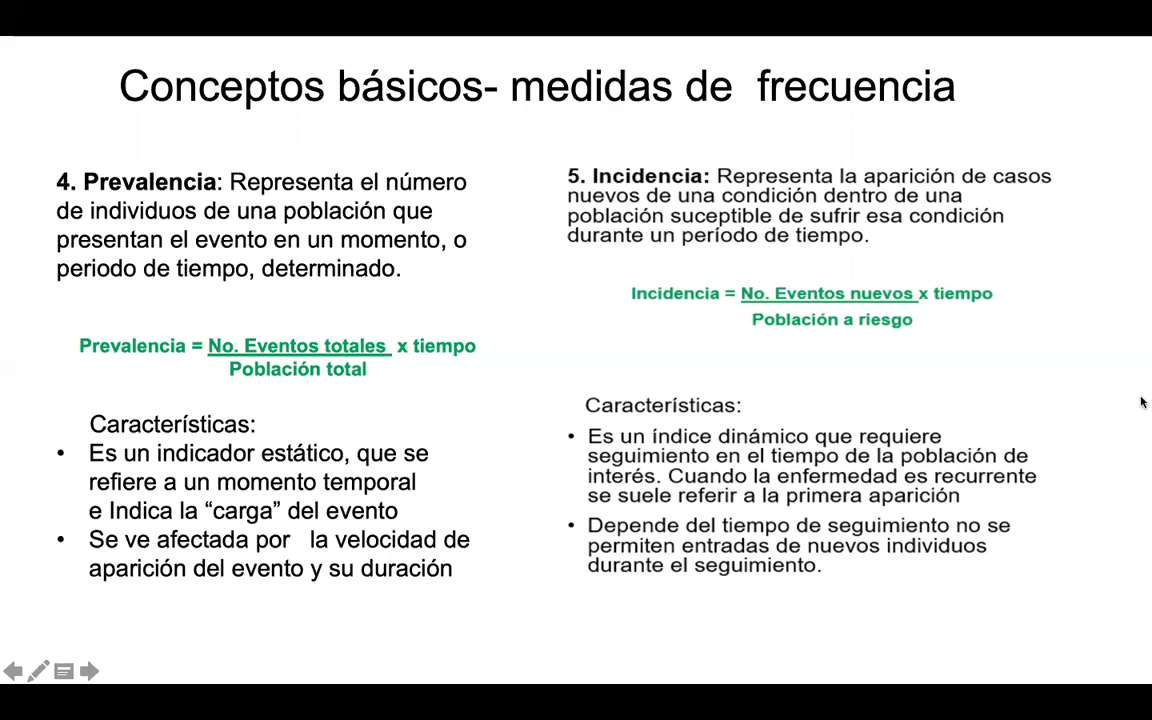 Conceptos básicos- medidas de frecuencia
4. Prevalencia: Representa el número
de individuos de una población que
presentan el evento en un momento, o
periodo de tiempo, determinado.
Prevalencia = No. Eventos totales x tiempo
Población total
Características:
• Es un indicador estático, que se
refiere a un momento temporal
e Indica la “carga” del evento
• Se ve afectada por la velocidad de
aparición del evento y su duración
5. Incidencia: Representa la aparición de casos
nuevos de una condición dentro de una
población suceptible de sufrir esa condición
durante un período de tiempo.
Incidencia = No. Eventos nuevos x tiempo
Población a riesgo
Características:
• Es un índice dinámico que requiere
seguimiento en el tiempo de la población de
interés. Cuando la enfermedad es recurrente
se suele referir a la primera aparición
• Depende del tiempo de seguimiento no se
permiten entradas de nuevos individuos
durante el seguimiento.